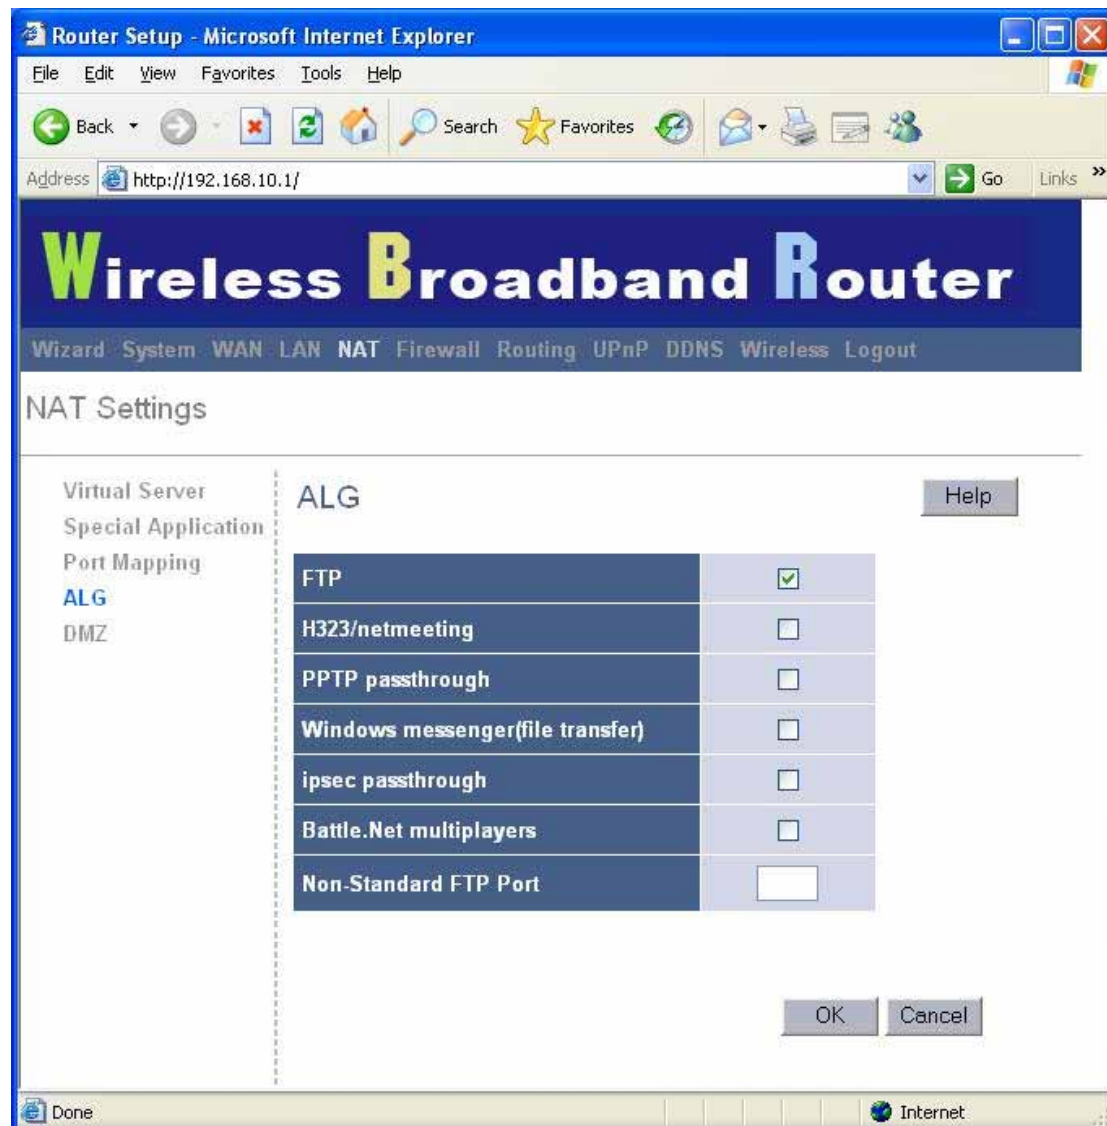 Router Setup - Microsoft Internet Explorer
File Edit View Favorites Tools Help
Back Search Favorites
Address http://192.168.10.1/ Go Links »
Wireless Broadband Router
Wizard System WAN LAN NAT Firewall Routing UPnP DDNS Wireless Logout
NAT Settings
Virtual Server
Special Application
Port Mapping
ALG
DMZ
ALG
Help
FTP
H323/netmeeting
PPTP passthrough
Windows messenger(file transfer)
ipsec passthrough
Battle.Net multiplayers
Non-Standard FTP Port
OK Cancel
Done Internet